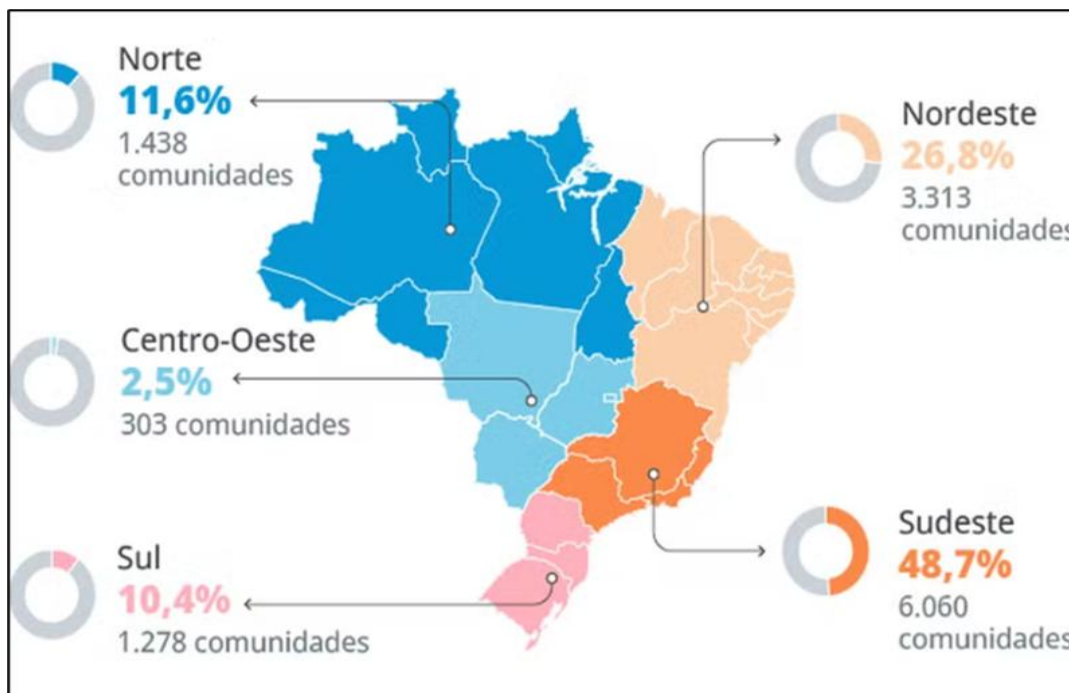 Norte
11,6%
1.438
comunidades
Nordeste
26,8%
3.313
comunidades
Centro-Oeste
2,5%
303 comunidades
Sul
10,4%
1.278 comunidades
Sudeste
48,7%
6.060
comunidades